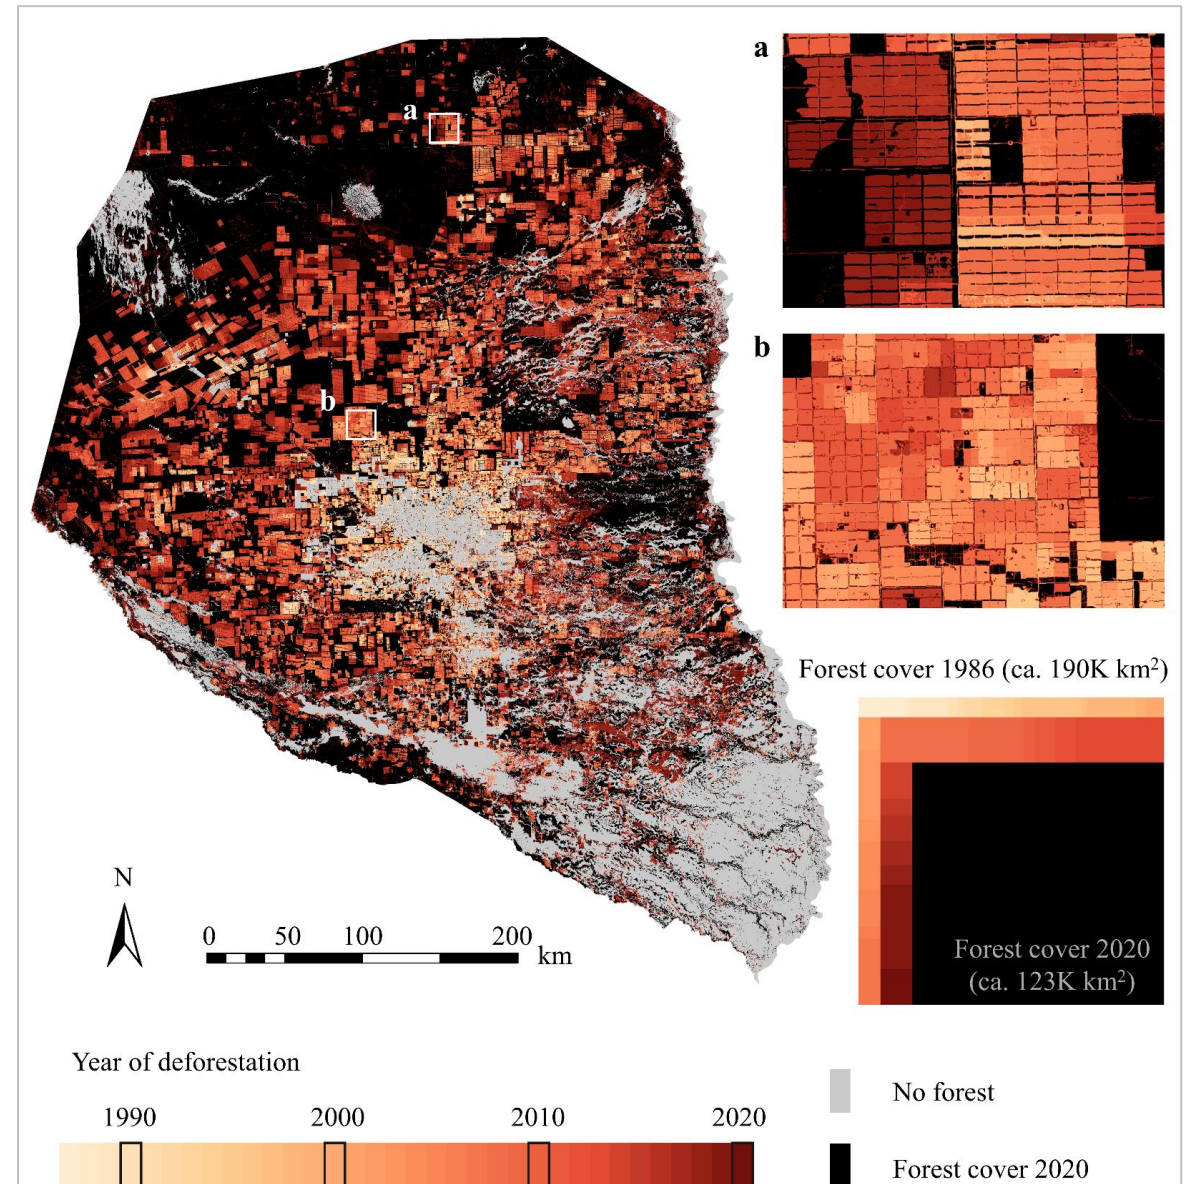 a
a
b
b
Forest cover 1986 (ca. 190K km²)
Forest cover 2020
(ca. 123K km²)
N
0 50 100 200
km
Year of deforestation
1990 2000 2010 2020
No forest
Forest cover 2020